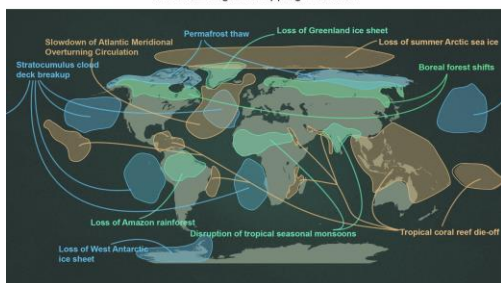 Loss of Greenland ice sheet
Permafrost thaw
Slowdown of Atlantic Meridional
Overturning Circulation
Loss of summer Arctic sea ice
Stratocumulus cloud
deck breakup
Boreal forest shifts
Loss of Amazon rainforest
Disruption of tropical seasonal monsoons
Tropical coral reef die-off
Loss of West Antarctic
ice sheet